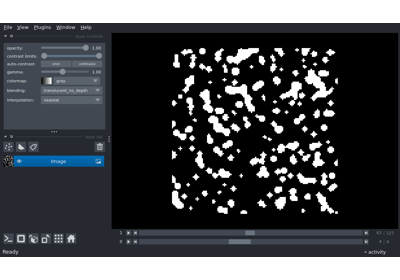 File View Plugins Window Help
opacity: 1.00
contrast limits:
auto-contrast: once continuous
gamma: 1.00
colormap: gray
blending: translucent_no_depth
interpolation: nearest
Image
1
0
Ready
activity